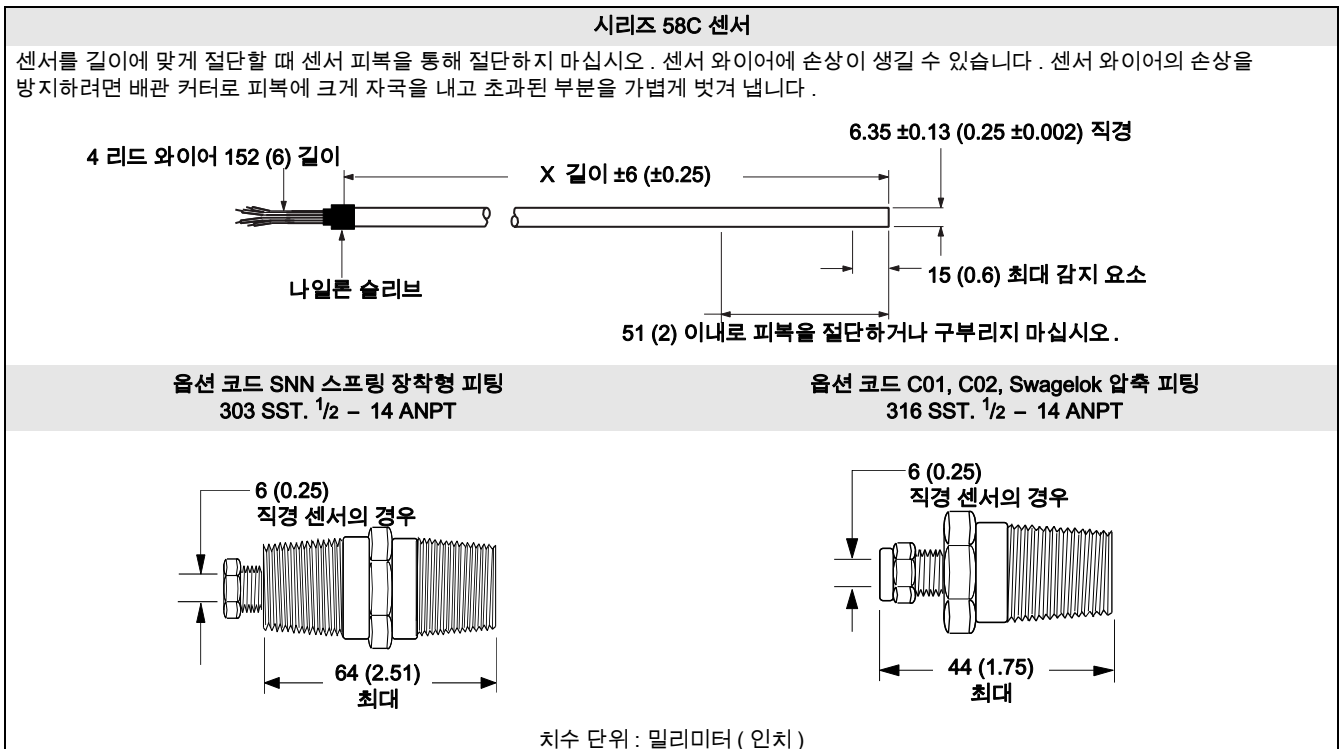 시리즈 58C 센서
센서를 길이에 맞게 절단할 때 센서 피복을 통해 절단하지 마십시오 . 센서 와이어에 손상이 생길 수 있습니다 . 센서 와이어의 손상을
방지하려면 배관 커터로 피복에 크게 자국을 내고 초과된 부분을 가볍게 벗겨 냅니다 .
6.35 ±0.13 (0.25 ±0.002) 직경
4 리드 와이어 152 (6) 길이
X 길이 ±6 (±0.25)
나일론 슬리브
15 (0.6) 최대 감지 요소
51 (2) 이내로 피복을 절단하거나 구부리지 마십시오 .
옵션 코드 SNN 스프링 장착형 피팅
303 SST. 1/2 – 14 ANPT
옵션 코드 C01, C02, Swagelok 압축 피팅
316 SST. 1/2 – 14 ANPT
6 (0.25)
직경 센서의 경우
64 (2.51)
최대
6 (0.25)
직경 센서의 경우
44 (1.75)
최대
치수 단위 : 밀리미터 ( 인치 )